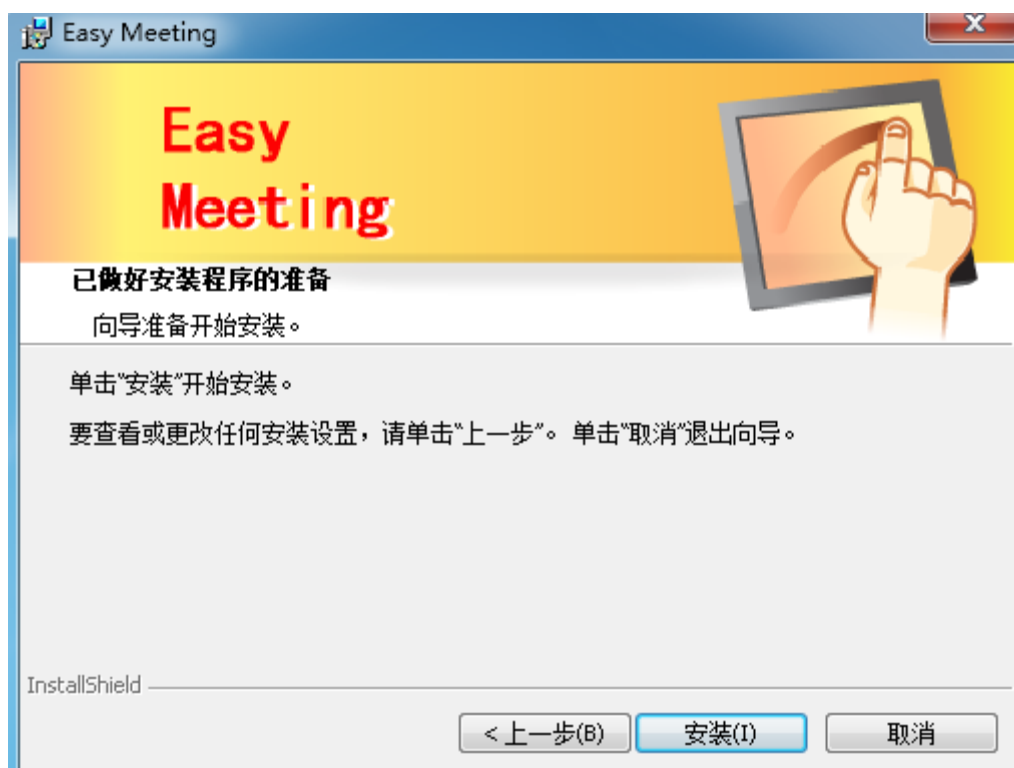 Easy Meeting
Easy
Meeting
已做好安装程序的准备
向导准备开始安装。
单击“安装”开始安装。
要查看或更改任何安装设置，请单击“上一步”。 单击“取消”退出向导。
InstallShield
<上一步(B) 安装(I) 取消